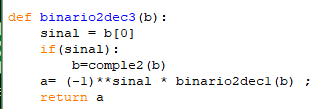 def binario2dec3(b):
    sinal = b[0]
    if(sinal):
        b=comple2(b)
    a= (-1)**sinal * binario2dec1(b) ;
    return a